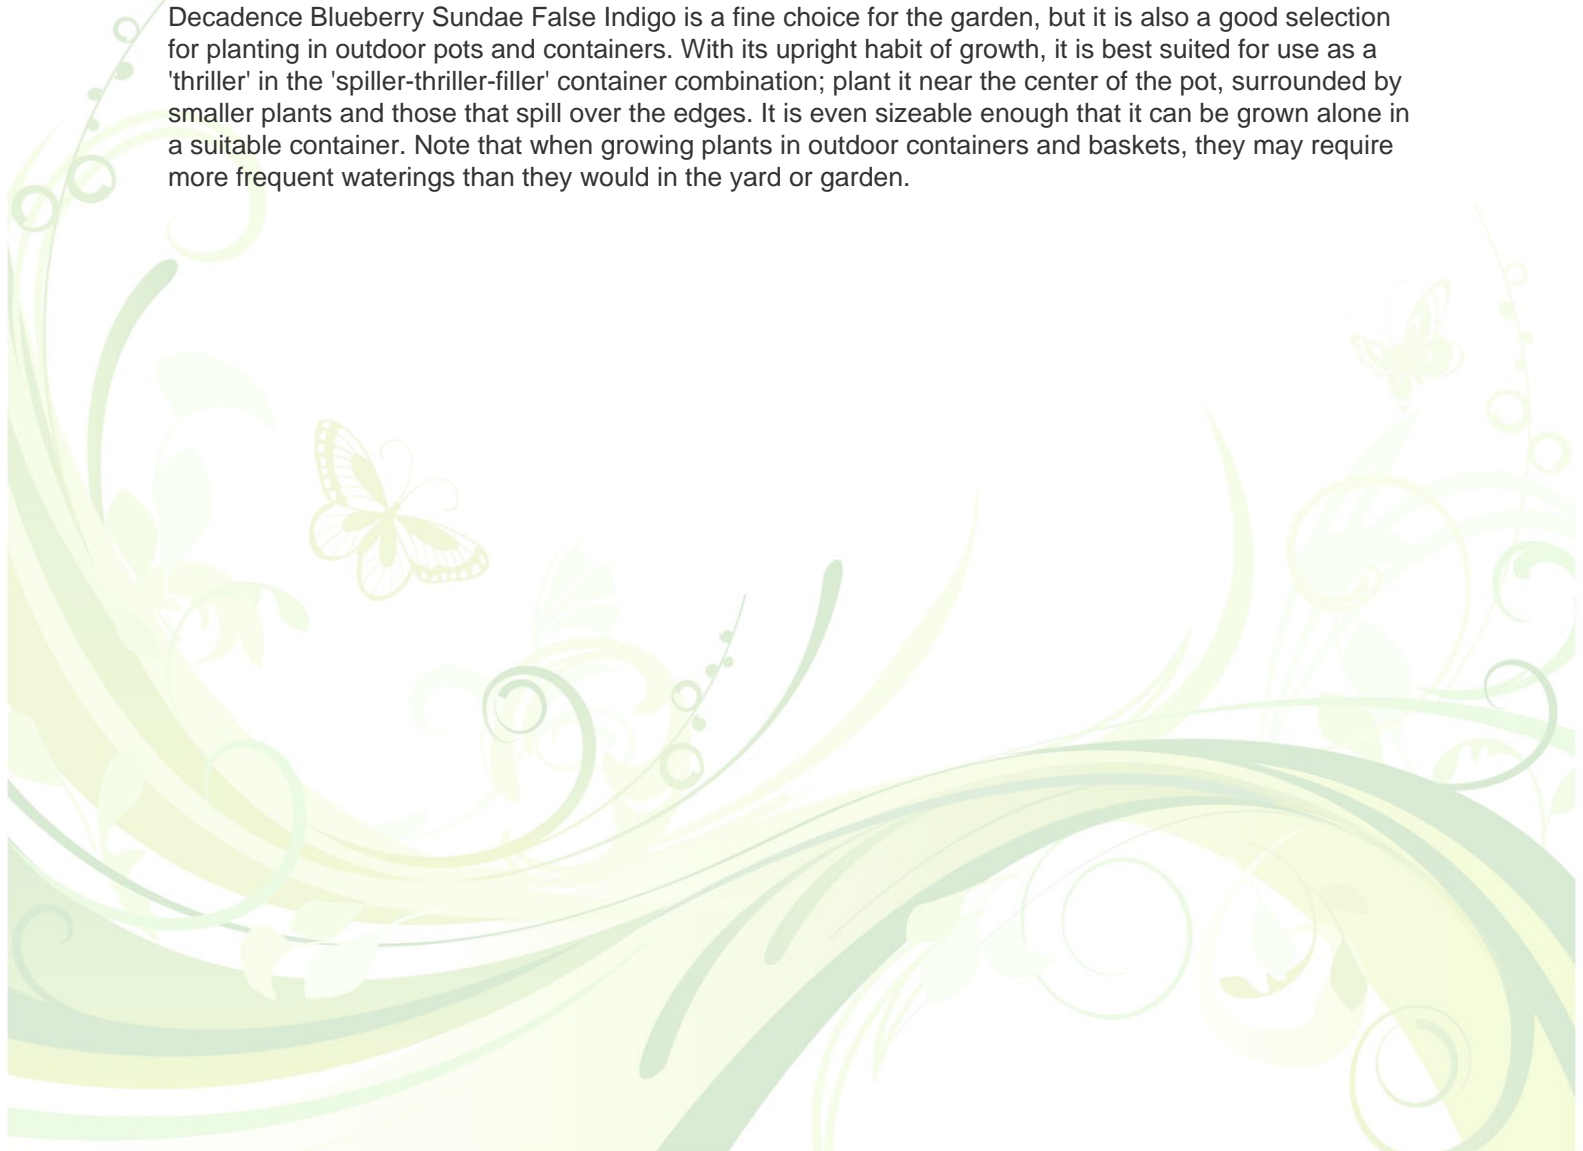 Decadence Blueberry Sundae False Indigo is a fine choice for the garden, but it is also a good selection
for planting in outdoor pots and containers. With its upright habit of growth, it is best suited for use as a
'thriller' in the 'spiller-thriller-filler' container combination; plant it near the center of the pot, surrounded by
smaller plants and those that spill over the edges. It is even sizeable enough that it can be grown alone in
a suitable container. Note that when growing plants in outdoor containers and baskets, they may require
more frequent waterings than they would in the yard or garden.